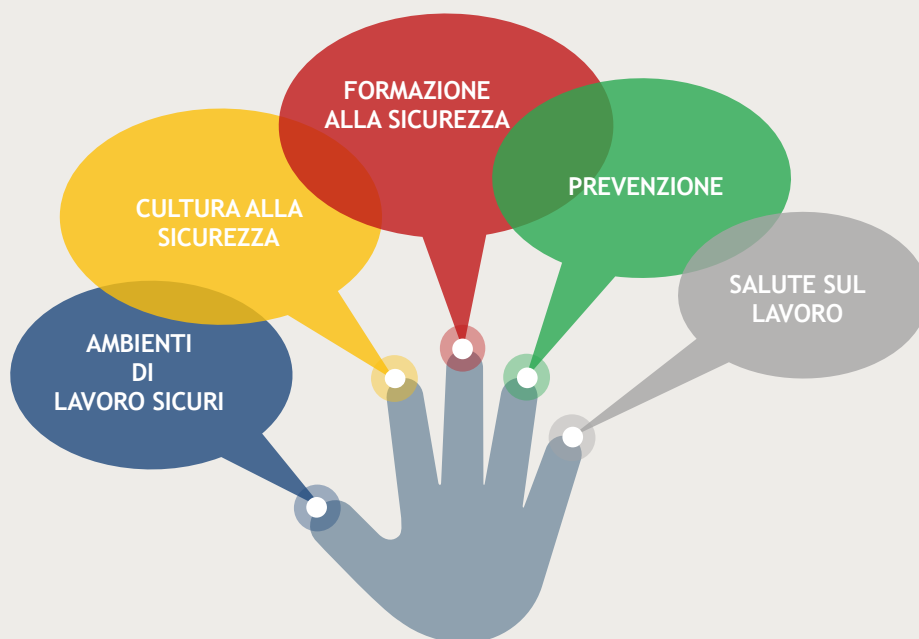 FORMAZIONE
ALLA SICUREZZA
PREVENZIONE
CULTURA ALLA
SICUREZZA
SALUTE SUL
LAVORO
AMBIENTI
DI
LAVORO SICURI